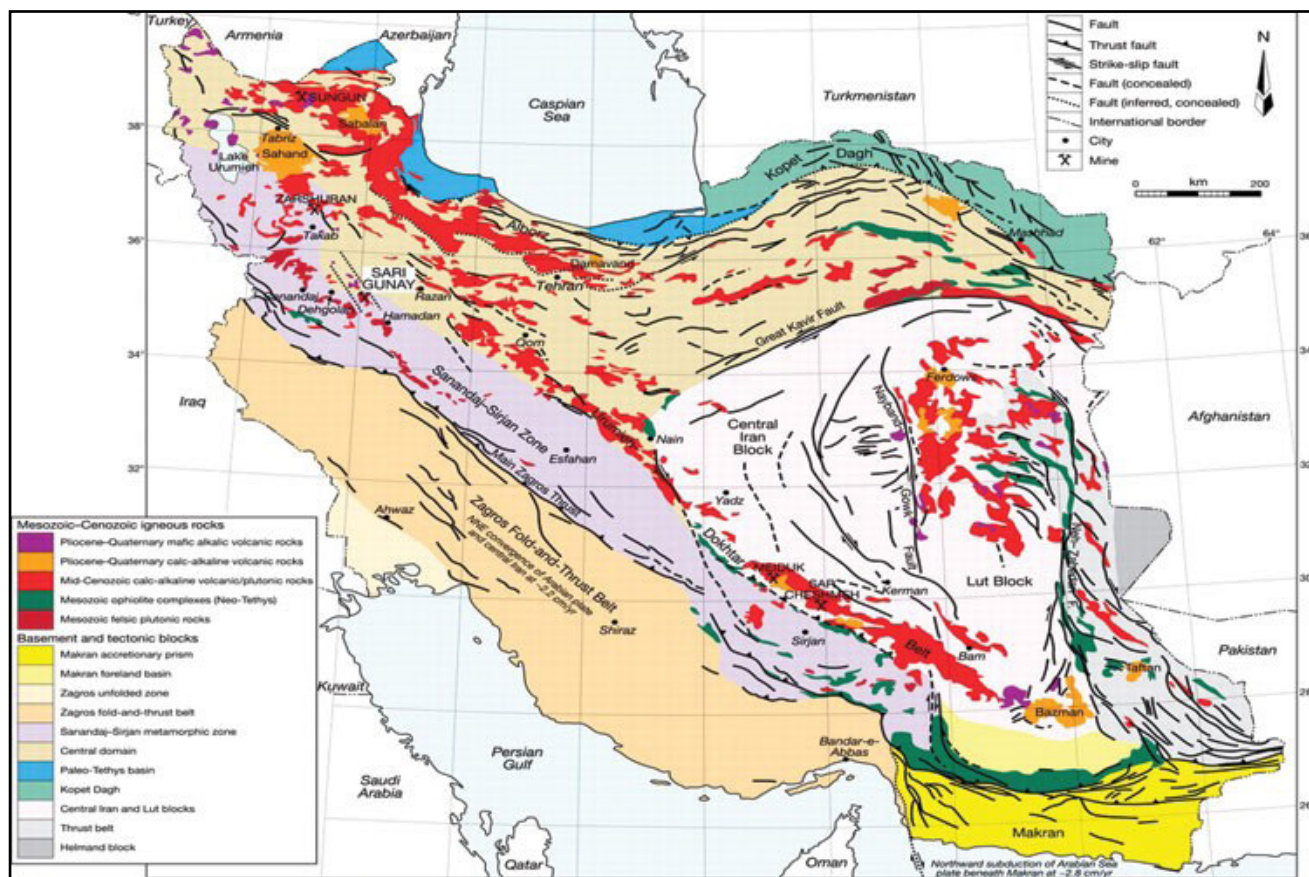 Turkey
Armenia
Azerbaijan
Caspian
Sea
Turkmenistan
Fault
Thrust fault
Strike-slip fault
Fault (concealed)
Fault (inferred, concealed)
International border
City
Mine
N
0 km 200
38°
36°
34°
32°
62°
64°
36
34
32
30
28
26
SUNGUN
Sabalan
Tabriz
Sahand
Lake
Urumieh
ZARSHURAN
Takab
SARI
GUNAY
Razan
Sanandaj
Dehgolan
Hamadan
Alborz
Damavand
Tehran
Qom
Kopet Dagh
Mashhad
Great Kavir Fault
Iraq
Sanandaj–Sirjan Zone
Main Zagros Thrust
Esfahan
Urumieh
Nain
Central
Iran
Block
Yadz
Nayband
Gowk
Fault
Ferdows
Lut Block
Afghanistan
Ahwaz
Zagros Fold-and-Thrust Belt
NNE convergence of Arabian plate
and central Iran at ~2.2 cm/yr
Shiraz
Dokhtar
MEIDUK
SAR
CHESHMEH
Kerman
Sirjan
Belt
Bam
Taftan
Bazman
Pakistan
Kuwait
Persian
Gulf
Saudi
Arabia
Bandar-e-
Abbas
Qatar
Oman
Makran
Northward subduction of Arabian Sea
plate beneath Makran at ~2.8 cm/yr
Mesozoic–Cenozoic igneous rocks
Pliocene–Quaternary mafic alkalic volcanic rocks
Pliocene–Quaternary calc-alkaline volcanic rocks
Mid-Cenozoic calc-alkaline volcanic/plutonic rocks
Mesozoic ophiolite complexes (Neo-Tethys)
Mesozoic felsic plutonic rocks
Basement and tectonic blocks
Makran accretionary prism
Makran foreland basin
Zagros unfolded zone
Zagros fold-and-thrust belt
Sanandaj–Sirjan metamorphic zone
Central domain
Paleo-Tethys basin
Kopet Dagh
Central Iran and Lut blocks
Thrust belt
Helmand block